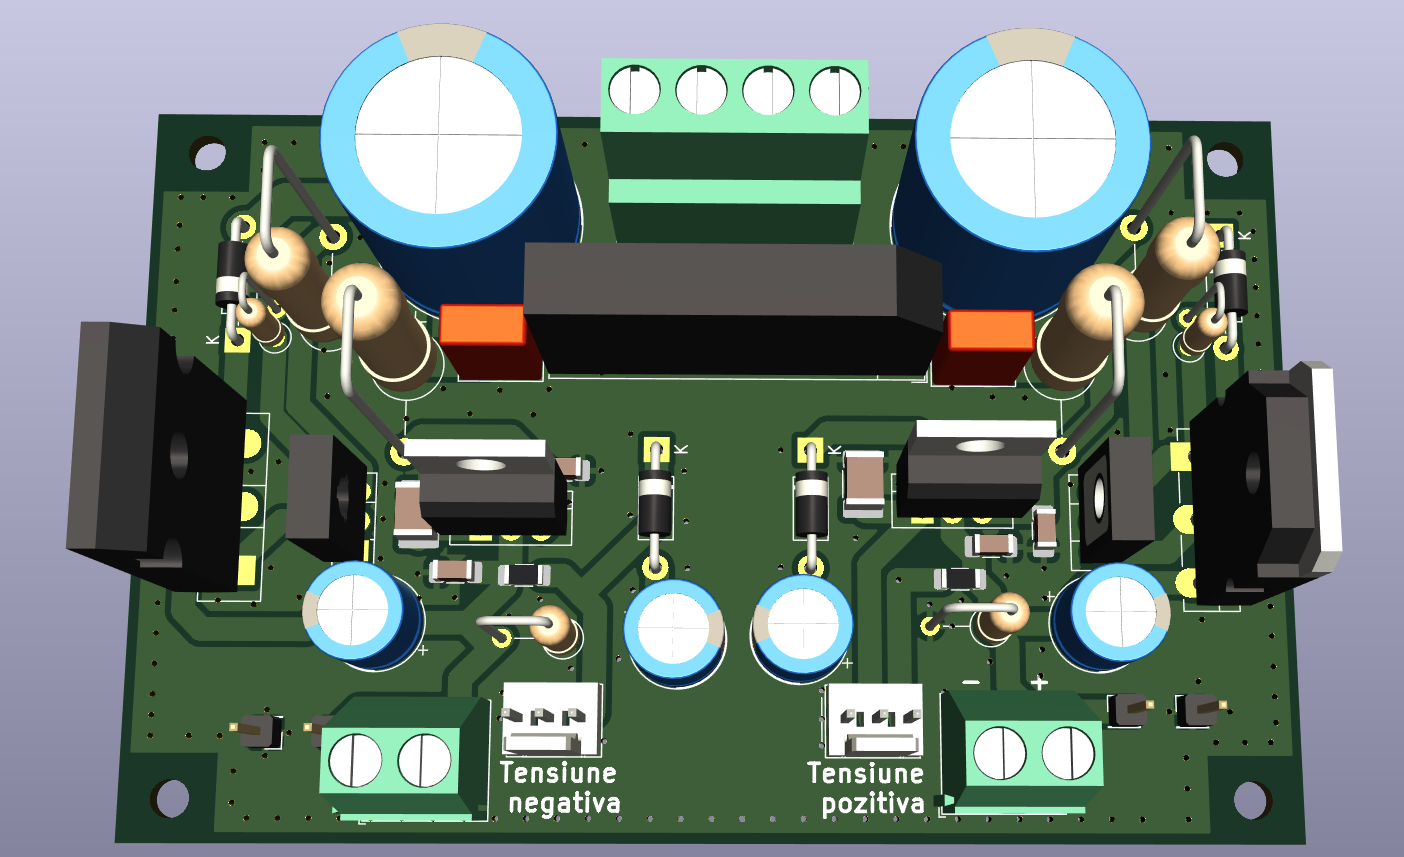 K
K
K
K
+
+
+
− +
Tensiune
negativa
Tensiune
pozitiva